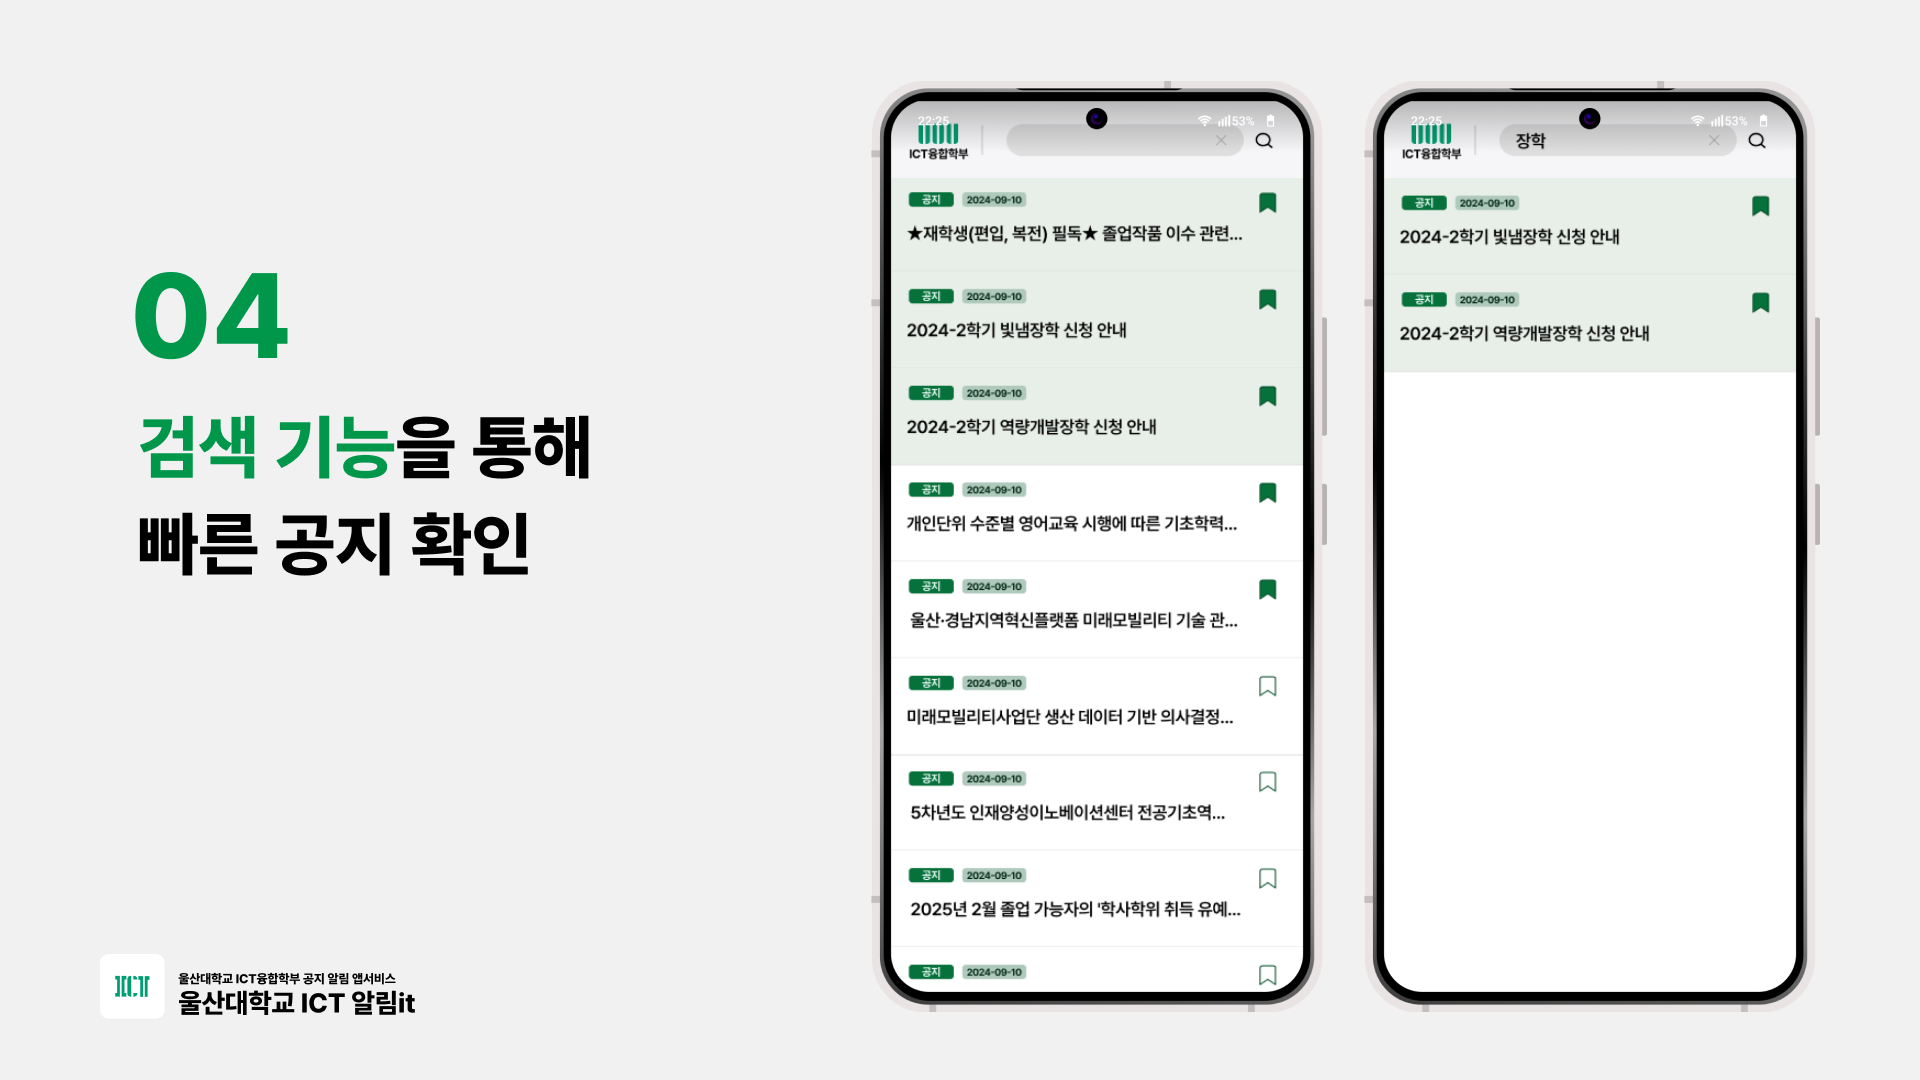 04
검색 기능을 통해
빠른 공지 확인
ICT
울산대학교 ICT융합학부 공지 알림 앱서비스
울산대학교 ICT 알림it
22:25
53%
ICT융합학부
공지 2024-09-10
★재학생(편입, 복전) 필독★ 졸업작품 이수 관련...
공지 2024-09-10
2024-2학기 빛냄장학 신청 안내
공지 2024-09-10
2024-2학기 역량개발장학 신청 안내
공지 2024-09-10
개인단위 수준별 영어교육 시행에 따른 기초학력...
공지 2024-09-10
울산·경남지역혁신플랫폼 미래모빌리티 기술 관...
공지 2024-09-10
미래모빌리티사업단 생산 데이터 기반 의사결정...
공지 2024-09-10
5차년도 인재양성이노베이션센터 전공기초역...
공지 2024-09-10
2025년 2월 졸업 가능자의 '학사학위 취득 유예...
공지 2024-09-10
22:25
53%
ICT융합학부
장학
공지 2024-09-10
2024-2학기 빛냄장학 신청 안내
공지 2024-09-10
2024-2학기 역량개발장학 신청 안내